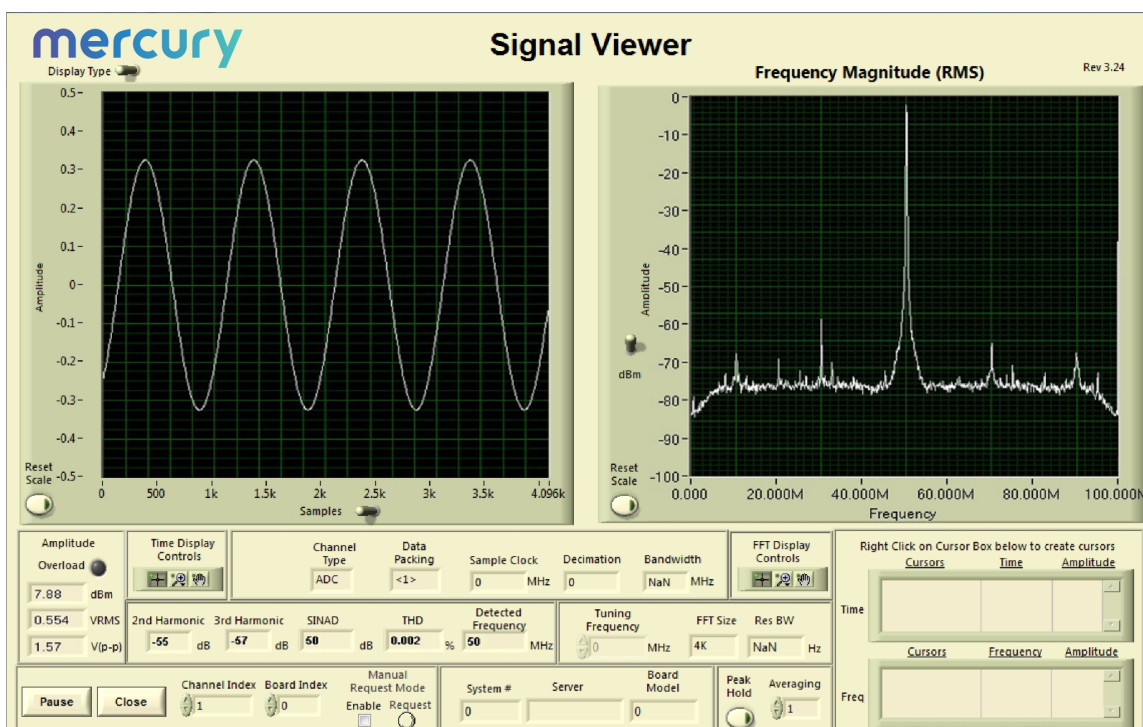 mercury
Signal Viewer
Display Type
Frequency Magnitude (RMS)
Rev 3.24
0.5
0.4
0.3
0.2
0.1
0
-0.1
-0.2
-0.3
-0.4
-0.5
Amplitude
Reset
Scale
0 500 1k 1.5k 2k 2.5k 3k 3.5k 4.096k
Samples
0
-10
-20
-30
-40
-50
-60
-70
-80
-90
-100
Amplitude
dBm
Reset
Scale
0.000 20.000M 40.000M 60.000M 80.000M 100.000M
Frequency
Amplitude
Overload
7.88 dBm
0.554 VRMS
1.57 V(p-p)
Time Display
Controls
Channel
Type
ADC
Data
Packing
<1>
Sample Clock
0 MHz
Decimation
0
Bandwidth
NaN MHz
FFT Display
Controls
2nd Harmonic
-55 dB
3rd Harmonic
-67 dB
SINAD
50 dB
THD
0.002 %
Detected
Frequency
50 MHz
Tuning
Frequency
0 MHz
FFT Size
4K
Res BW
NaN Hz
Pause
Close
Channel Index
1
Board Index
0
Manual
Request Mode
Enable Request
System #
0
Server
Board
Model
0
Peak
Hold
Averaging
1
Right Click on Cursor Box below to create cursors
Cursors Time Amplitude
Time
Cursors Frequency Amplitude
Freq